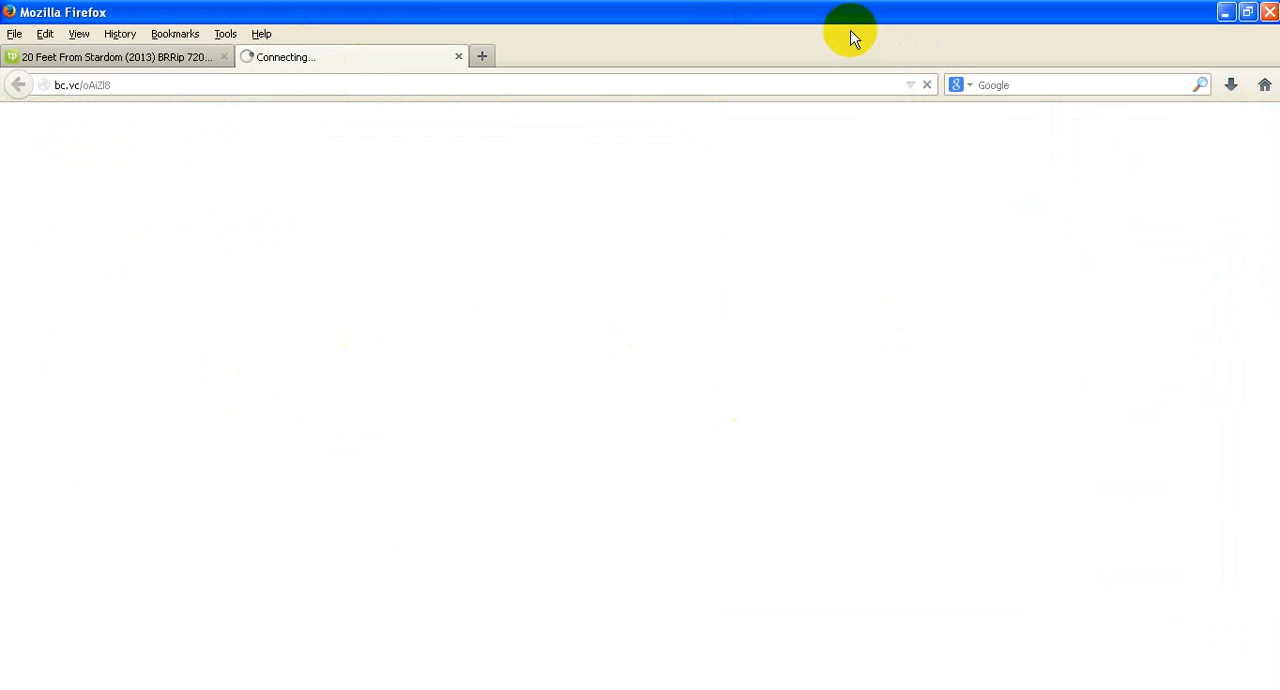 Mozilla Firefox
File Edit View History Bookmarks Tools Help
20 Feet From Stardom (2013) BRRip 720... Connecting...
bc.vc/oAiZl8 Google